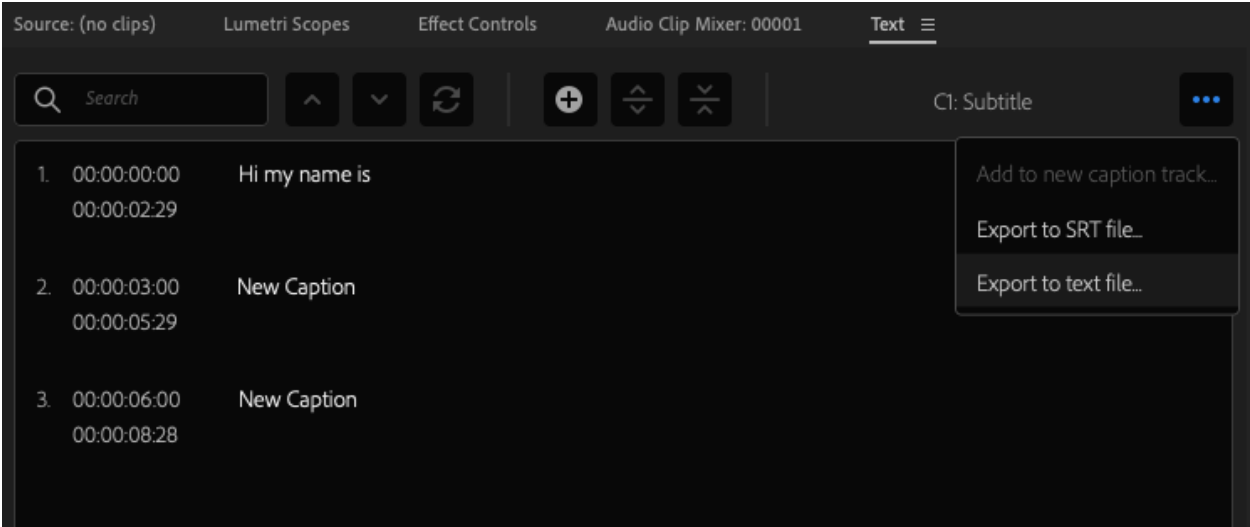 Source: (no clips) Lumetri Scopes Effect Controls Audio Clip Mixer: 00001 Text
Search C1: Subtitle
Add to new caption track...
Export to SRT file...
Export to text file...
1. 00:00:00:00 Hi my name is
00:00:02:29
2. 00:00:03:00 New Caption
00:00:05:29
3. 00:00:06:00 New Caption
00:00:08:28